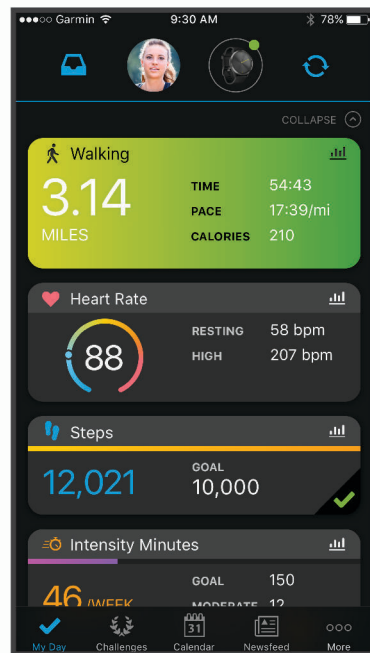 Garmin 9:30 AM 78%
COLLAPSE
Walking
3.14
MILES
TIME 54:43
PACE 17:39/mi
CALORIES 210
Heart Rate
88
RESTING 58 bpm
HIGH 207 bpm
Steps
12,021
GOAL
10,000
Intensity Minutes
46 /WEEK
GOAL 150
MODERATE 12
My Day
Challenges
31
Calendar
Newsfeed
More